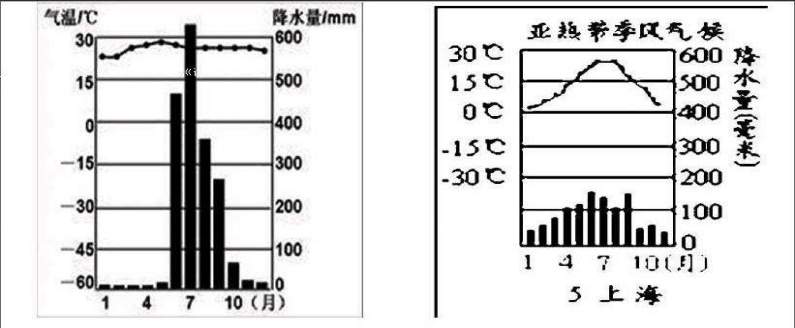 气温/℃ 降水量/mm
30 600
15 500
0 400
－15 300
－30 200
－45 100
－60 0
1 4 7 10（月）
亚热带季风气候
30℃ 600
15℃ 500
0℃ 400
-15℃ 300
-30℃ 200
100
0
降水量(毫米)
1 4 7 10(月)
5 上海